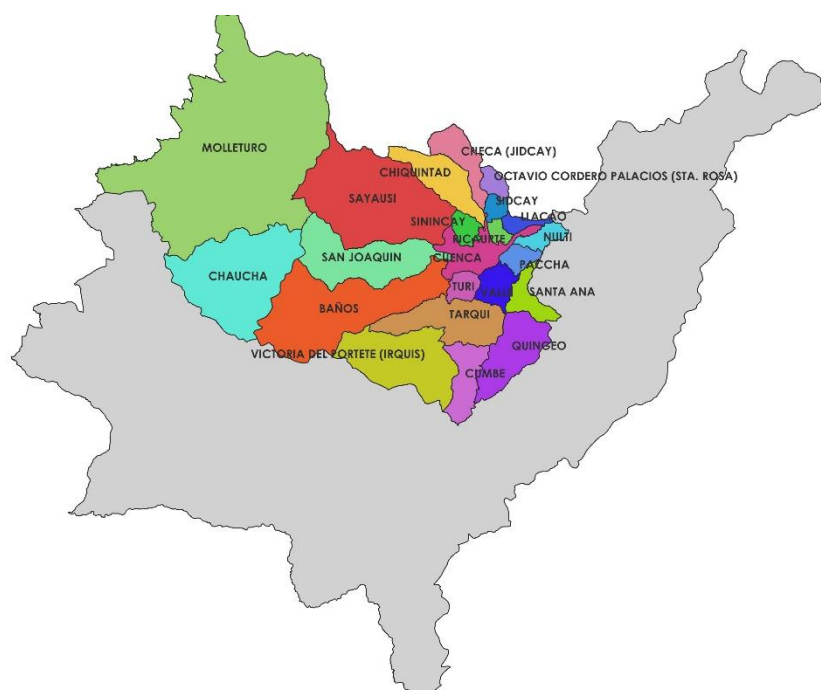 MOLLETURO
CHECA (JIDCAY)
CHIQUINTAD
OCTAVIO CORDERO PALACIOS (STA. ROSA)
SAYAUSI
SIDCAY
LLACAO
SININCAY
RICAURTE
NULTI
SAN JOAQUIN
CUENCA
PACCHA
CHAUCHA
TURI
VALLE
SANTA ANA
BAÑOS
TARQUI
QUINGEO
VICTORIA DEL PORTETE (IRQUIS)
CUMBE